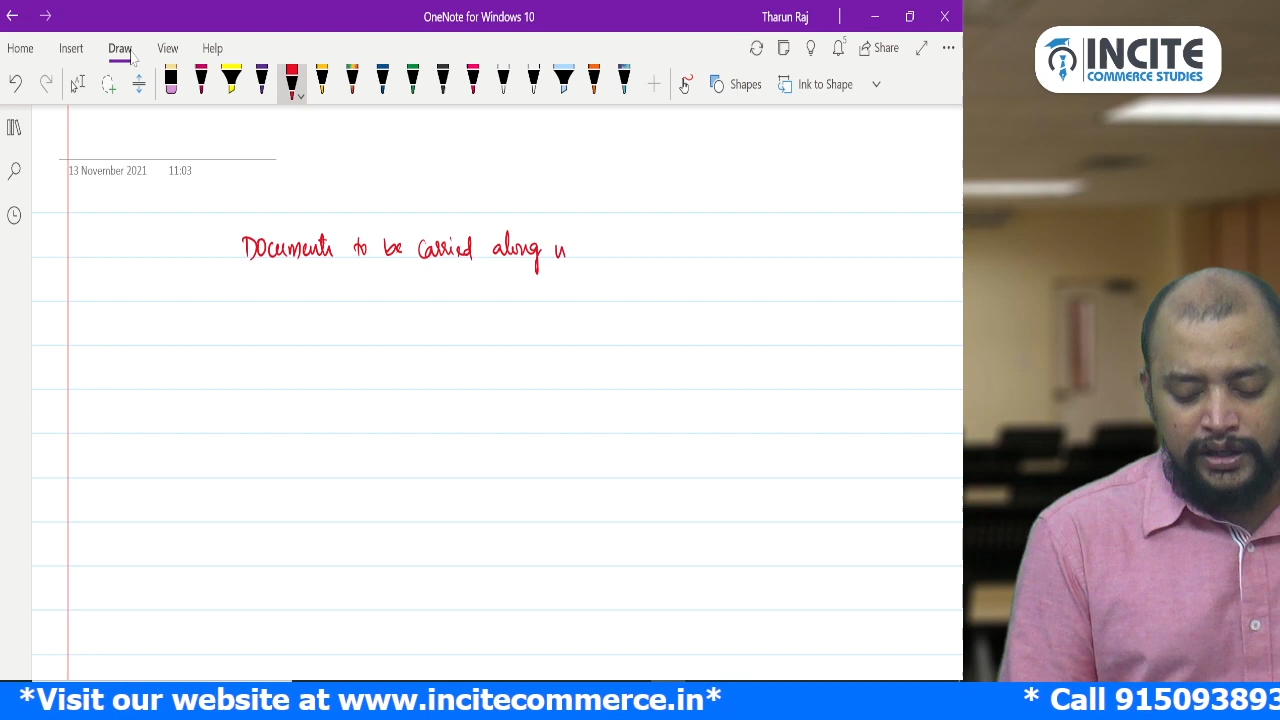 OneNote for Windows 10
Tharun Raj
Home Insert Draw View Help
5
Share
Shapes
Ink to Shape
INCITE
COMMERCE STUDIES
13 November 2021 11:03
Documents to be carried along w
*Visit our website at www.incitecommerce.in*
* Call 915093893